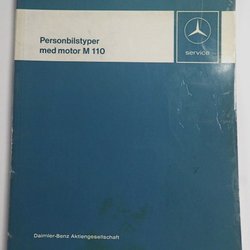 Personbilstyper
med motor M 110
service
Daimler-Benz Aktiengesellschaft